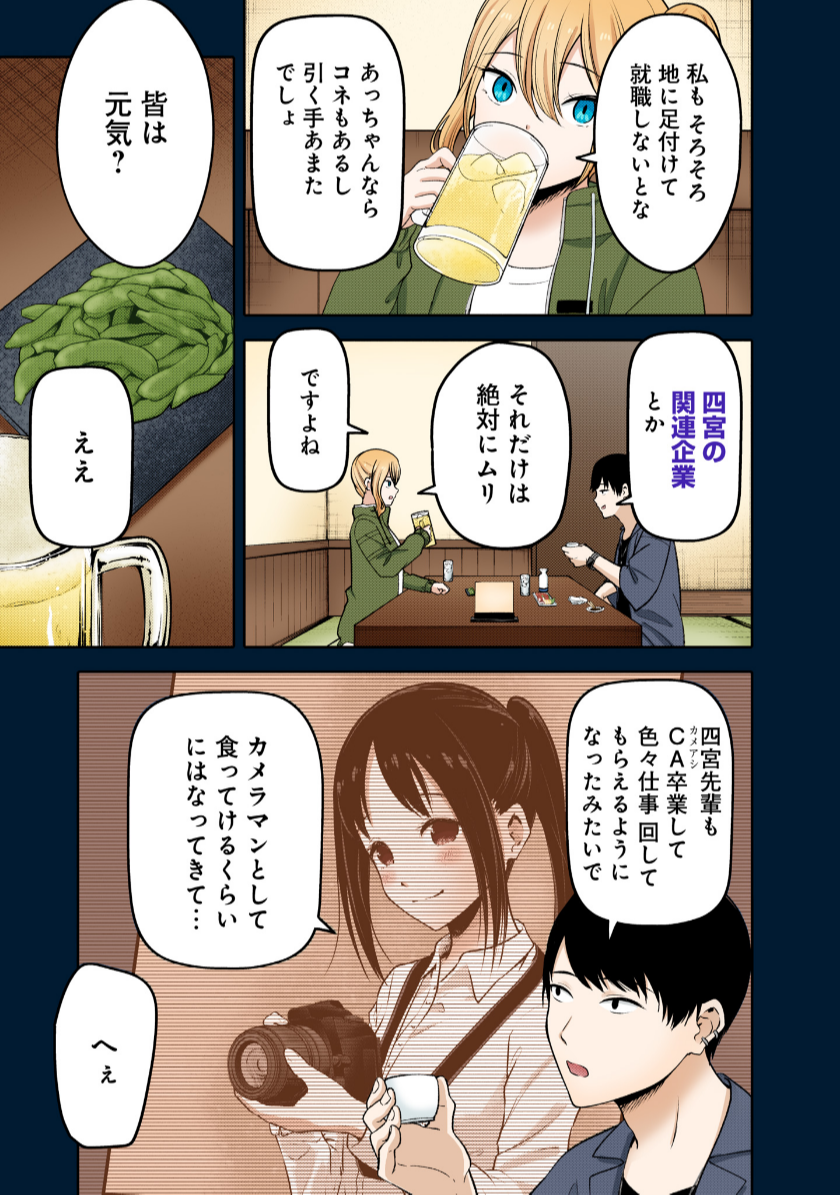 私も そろそろ
地に足付けて
就職しないとな
あっちゃんなら
コネもあるし
引く手あまた
でしょ
四宮の
関連企業
とか
それだけは
絶対にムリ
ですよね
皆は
元気?
ええ
四宮先輩も
CA卒業して
カメアシ
色々仕事 回して
もらえるように
なったみたいで
カメラマンとして
食ってけるくらい
にはなってきて…
へぇ